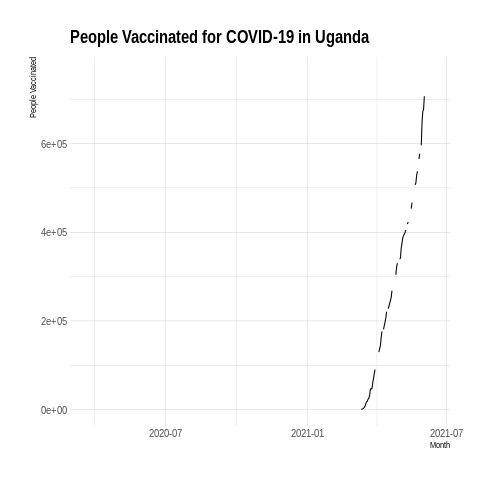 People Vaccinated for COVID-19 in Uganda
People Vaccinated
6e+05
4e+05
2e+05
0e+00
2020-07
2021-01
2021-07
Month